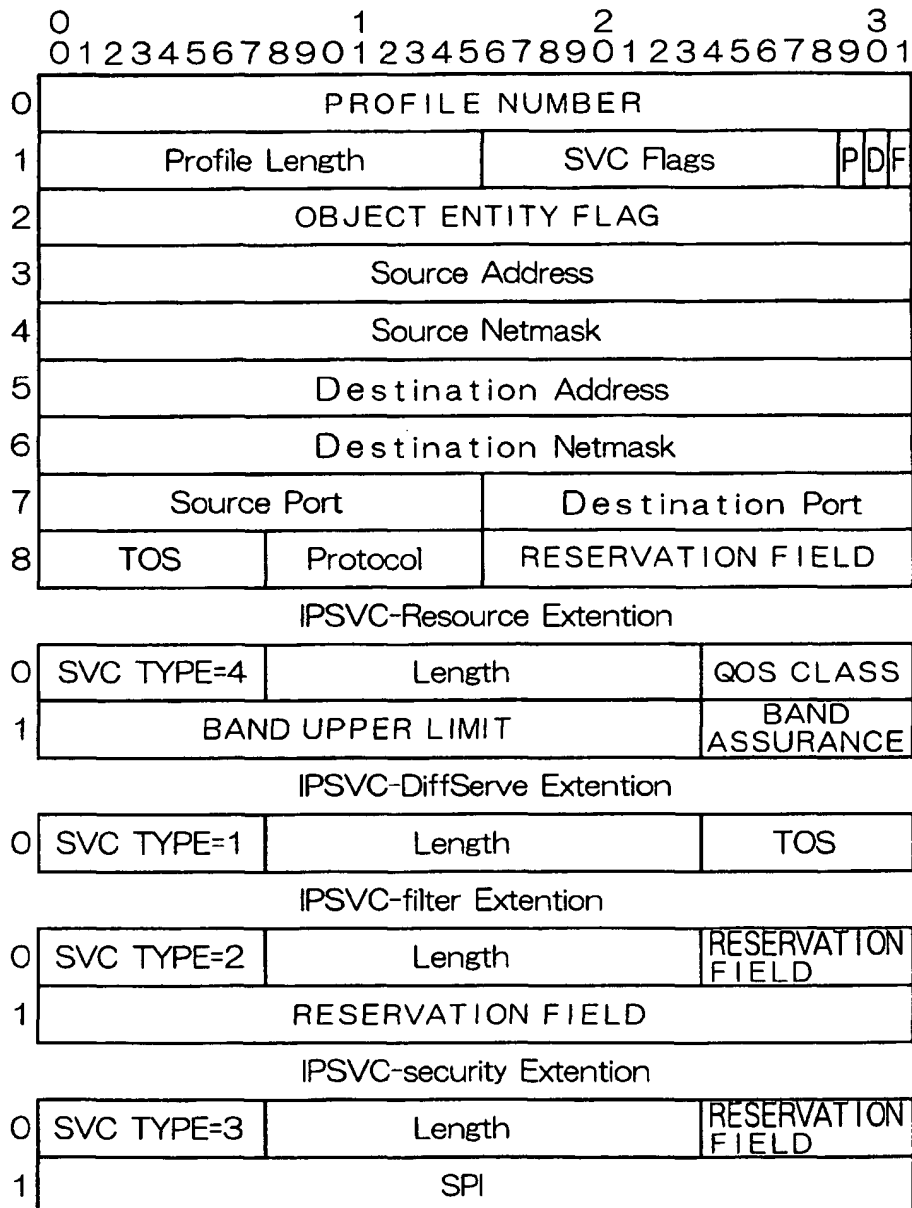 0 1 2 3
01234567890123456789012345678901
0 PROFILE NUMBER
1 Profile Length SVC Flags P D F
2 OBJECT ENTITY FLAG
3 Source Address
4 Source Netmask
5 Destination Address
6 Destination Netmask
7 Source Port Destination Port
8 TOS Protocol RESERVATION FIELD
IPSVC-Resource Extention
0 SVC TYPE=4 Length QOS CLASS
1 BAND UPPER LIMIT BAND
ASSURANCE
IPSVC-DiffServe Extention
0 SVC TYPE=1 Length TOS
IPSVC-filter Extention
0 SVC TYPE=2 Length RESERVATION
FIELD
1 RESERVATION FIELD
IPSVC-security Extention
0 SVC TYPE=3 Length RESERVATION
FIELD
1 SPI